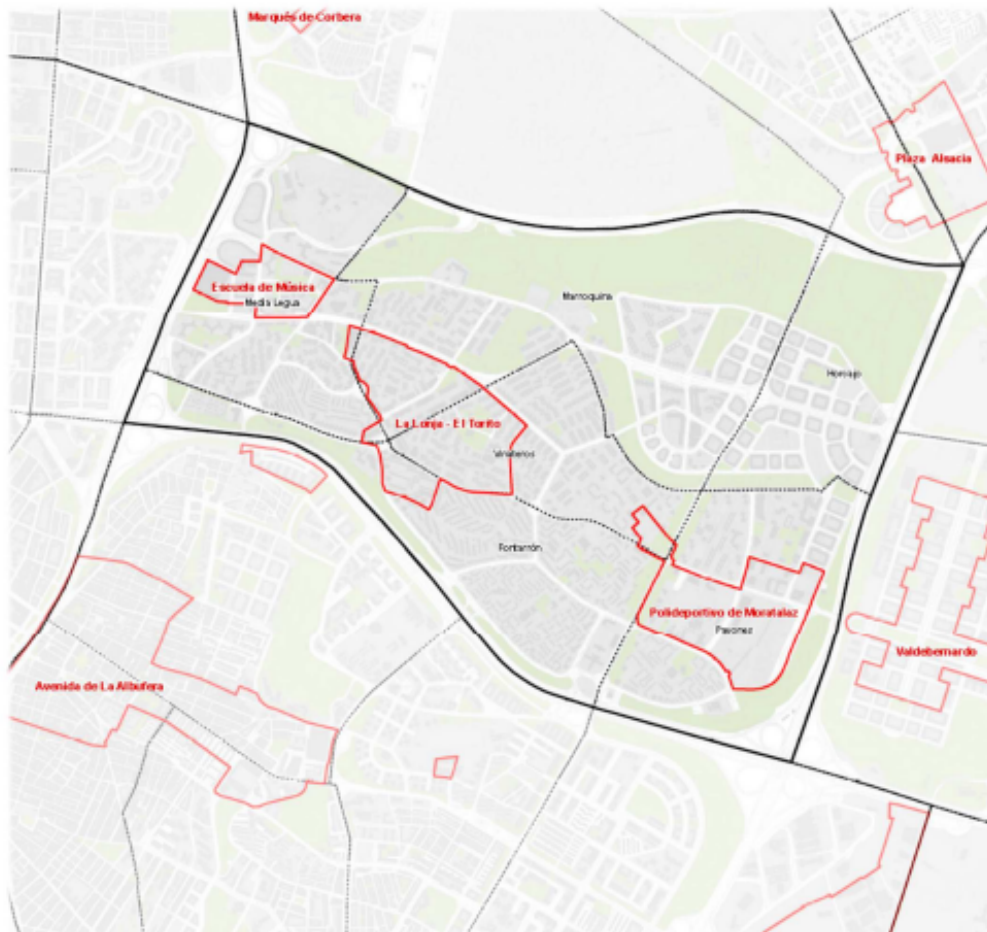 Marqués de Corbera
Plaza Alsacia
Escuela de Música
Media Legua
Marroquina
Horcajo
La Lonja - El Torito
Vinateros
Fontarrón
Polideportivo de Moratalaz
Pavones
Valdebernardo
Avenida de La Albufera